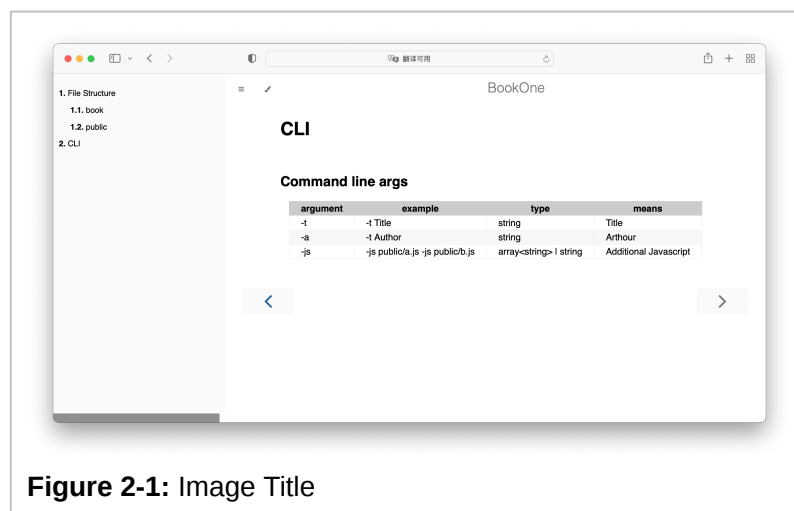 翻译可用
1. File Structure
1.1. book
1.2. public
2. CLI
BookOne
CLI
Command line args
argument example type means
-t -t Title string Title
-a -t Author string Arthour
-js -js public/a.js -js public/b.js array<string> | string Additional Javascript
Figure 2-1: Image Title